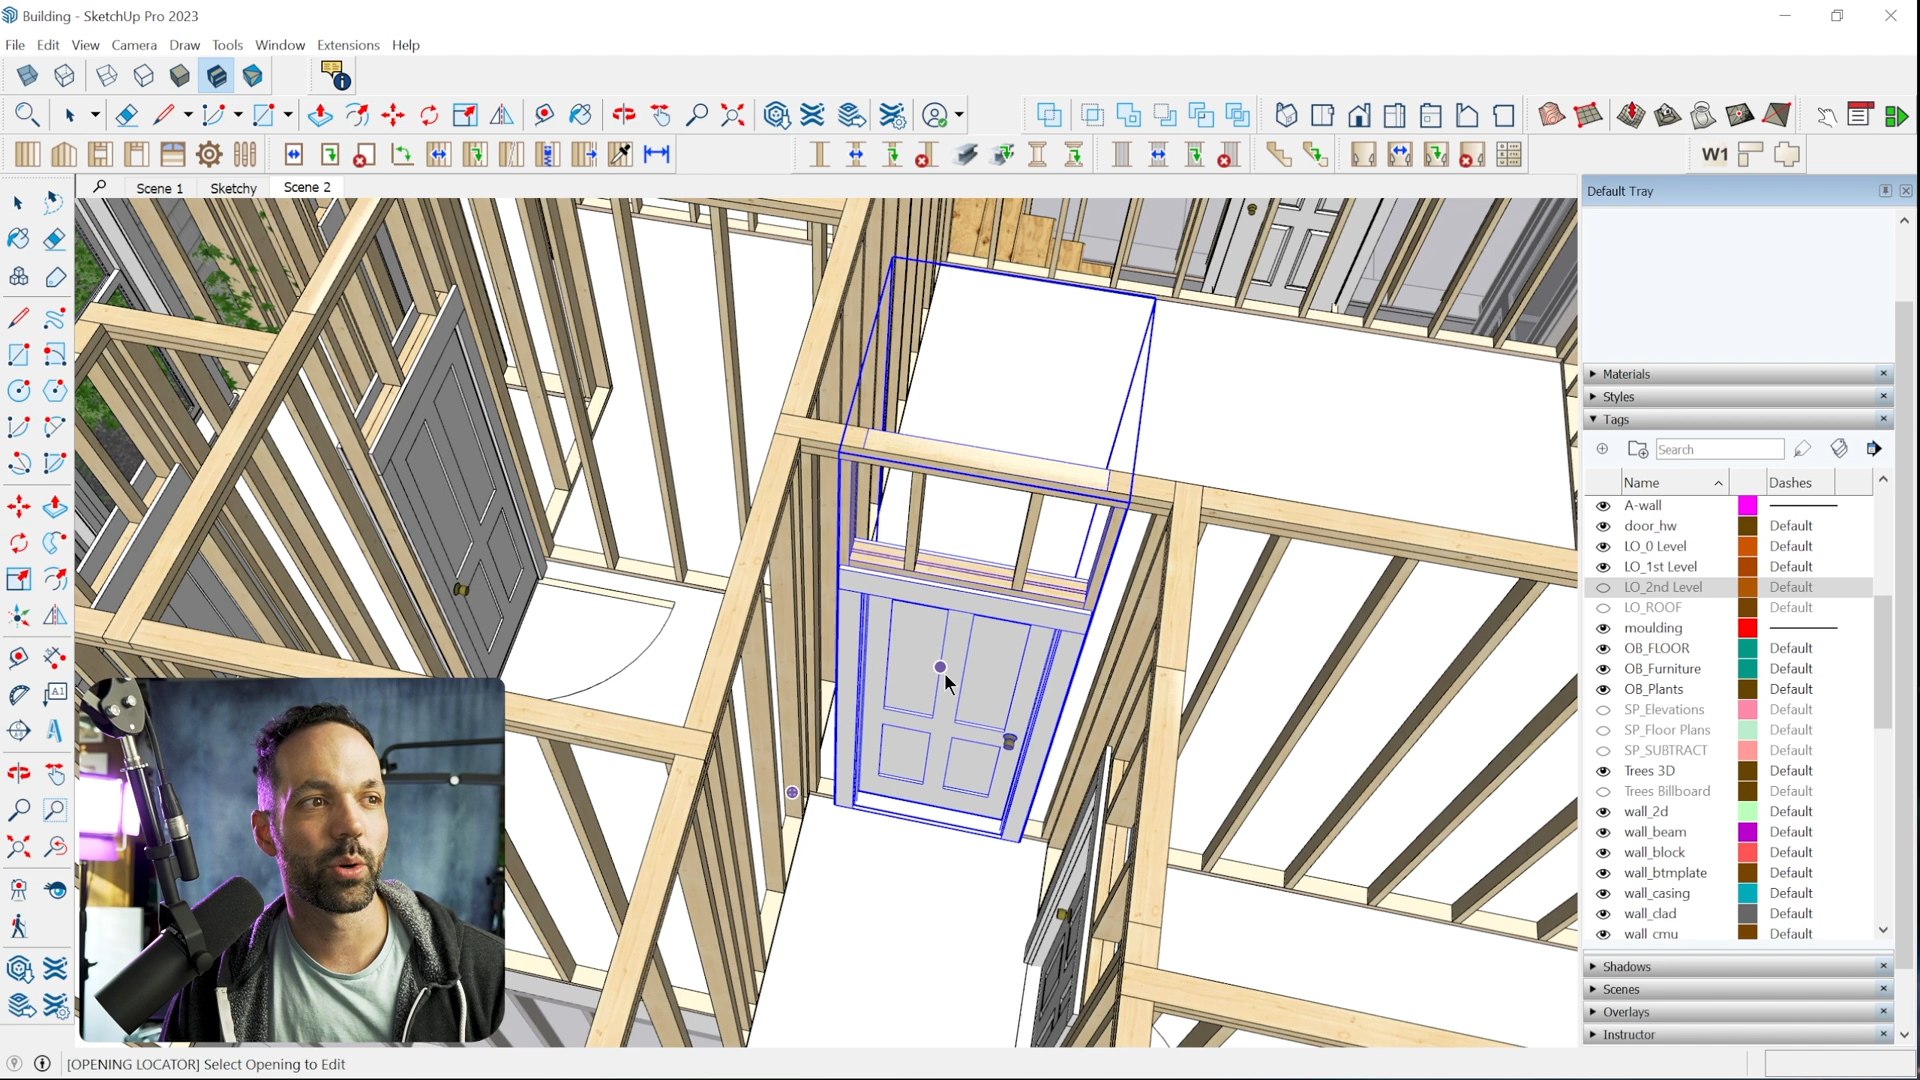 Building - SketchUp Pro 2023
File Edit View Camera Draw Tools Window Extensions Help
W1
Scene 1 Sketchy Scene 2
Default Tray
Materials
Styles
Tags
Search
Name Dashes
A-wall
door_hw Default
LO_0 Level Default
LO_1st Level Default
LO_2nd Level Default
LO_ROOF Default
moulding
OB_FLOOR Default
OB_Furniture Default
OB_Plants Default
SP_Elevations Default
SP_Floor Plans Default
SP_SUBTRACT Default
Trees 3D Default
Trees Billboard Default
wall_2d Default
wall_beam Default
wall_block Default
wall_btmplate Default
wall_casing Default
wall_clad Default
wall_cmu Default
Shadows
Scenes
Overlays
Instructor
[OPENING LOCATOR] Select Opening to Edit